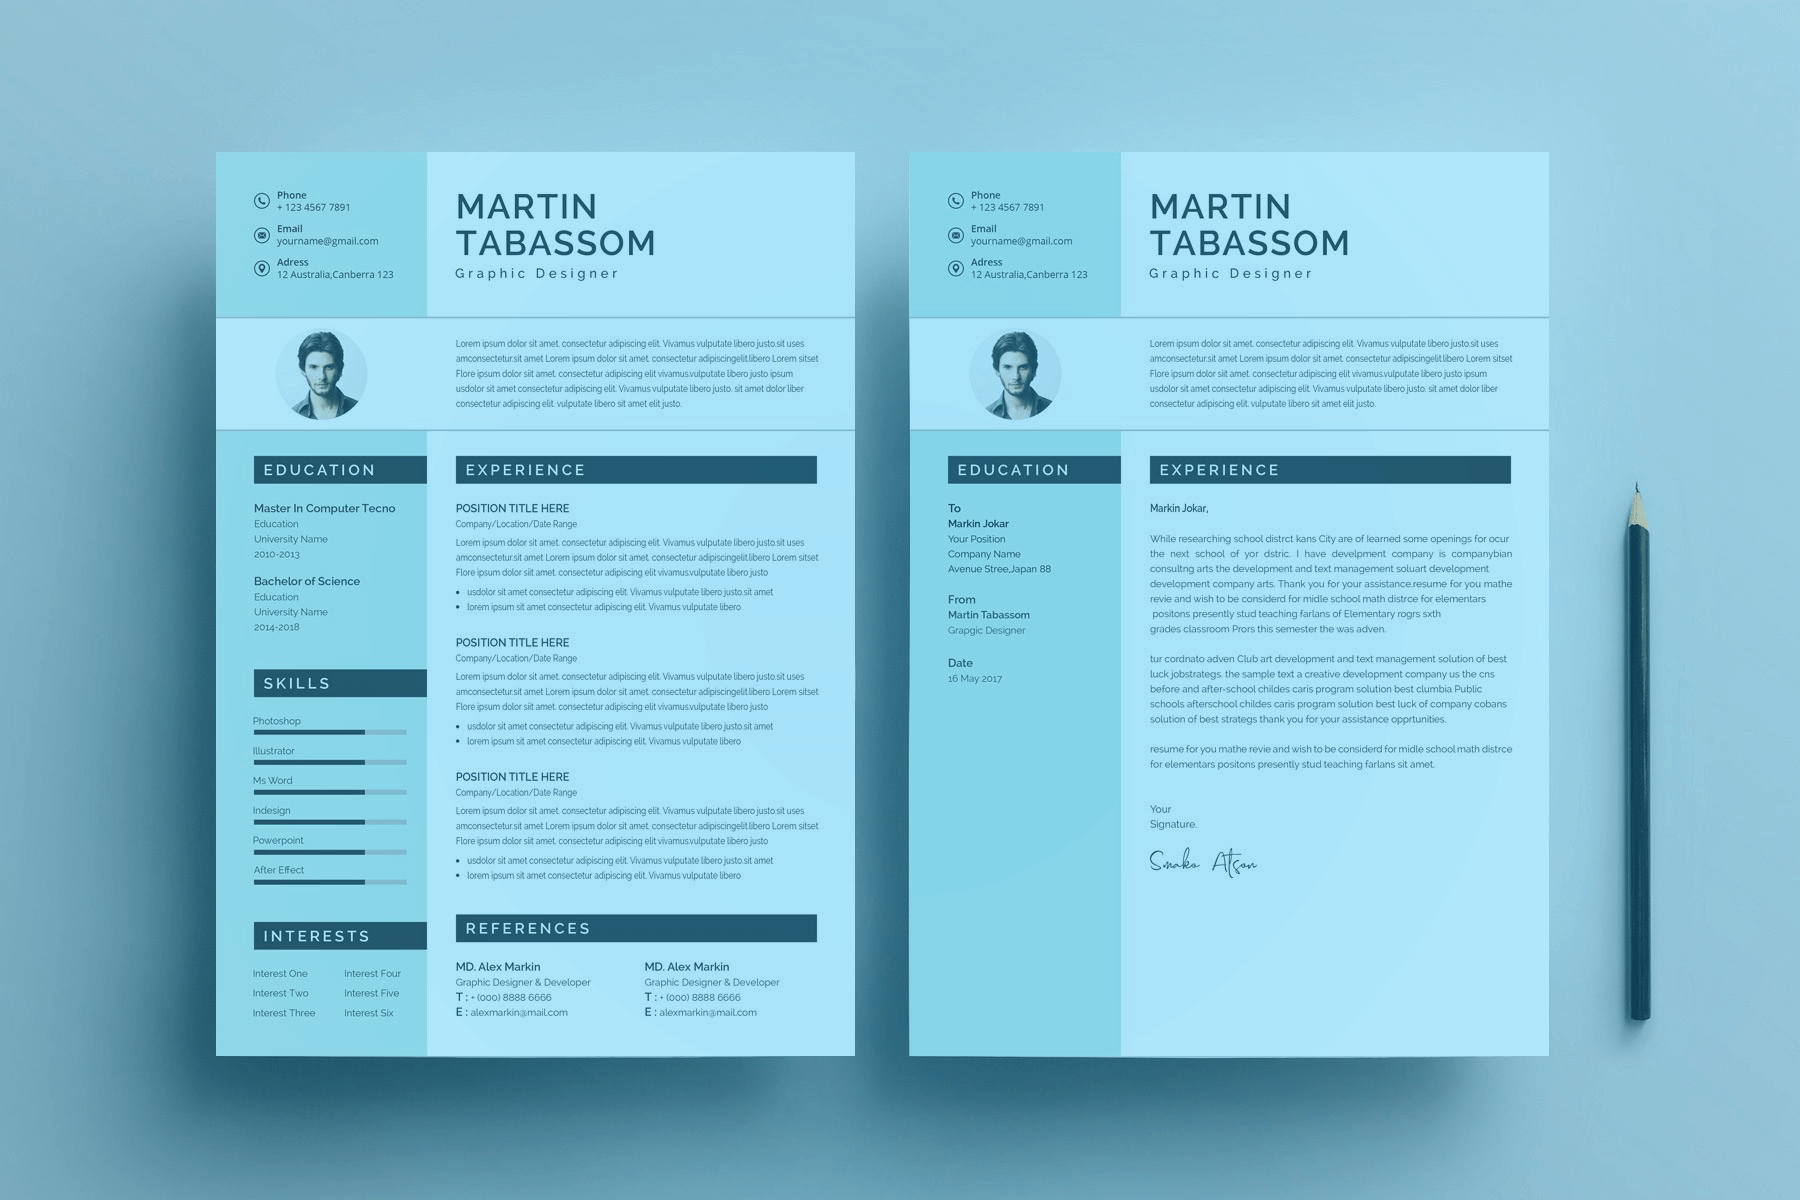 Phone
+ 123 4567 7891
Email
yourname@gmail.com
Adress
12 Australia,Canberra 123
MARTIN
TABASSOM
Graphic Designer
Lorem ipsum dolor sit amet. consectetur adipiscing elit. Vivamus vulputate libero justo.sit uses
amconsectetur.sit amet Lorem ipsum dolor sit amet. consectetur adipiscingelit.libero Lorem sitset
Flore ipsum dolor siit amet. consectetur adipiscing elit vivamus.vulputate libero justo ipsum
usdolor sit amet consectetur adipiscing elit. Vivamus vulputate libero justo. sit amet dolor liber
consectetur adipiscing elit. vulputate libero sit amet elit justo.
EDUCATION
Master In Computer Tecno
Education
University Name
2010-2013
Bachelor of Science
Education
University Name
2014-2018
SKILLS
Photoshop
Illustrator
Ms Word
Indesign
Powerpoint
After Effect
INTERESTS
Interest One
Interest Four
Interest Two
Interest Five
Interest Three
Interest Six
EXPERIENCE
POSITION TITLE HERE
Company/Location/Date Range
Lorem ipsum dolor sit amet. consectetur adipiscing elit. Vivamus vulputate libero justo.sit uses
amconsectetur.sit amet Lorem ipsum dolor sit amet. consectetur adipiscingelit.libero Lorem sitset
Flore ipsum dolor siit amet. consectetur adipiscing elit vivamus.vulputate libero justo
• usdolor sit amet consectetur adipiscing elit. Vivamus vulputate libero justo.sit amet
• lorem ipsum sit amet consectetur adipiscing elit. Vivamus vulputate libero
POSITION TITLE HERE
Company/Location/Date Range
Lorem ipsum dolor sit amet. consectetur adipiscing elit. Vivamus vulputate libero justo.sit uses
amconsectetur.sit amet Lorem ipsum dolor sit amet. consectetur adipiscingelit.libero Lorem sitset
Flore ipsum dolor siit amet. consectetur adipiscing elit vivamus.vulputate libero justo
• usdolor sit amet consectetur adipiscing elit. Vivamus vulputate libero justo.sit amet
• lorem ipsum sit amet consectetur adipiscing elit. Vivamus vulputate libero
POSITION TITLE HERE
Company/Location/Date Range
Lorem ipsum dolor sit amet. consectetur adipiscing elit. Vivamus vulputate libero justo.sit uses
amconsectetur.sit amet Lorem ipsum dolor sit amet. consectetur adipiscingelit.libero Lorem sitset
Flore ipsum dolor siit amet. consectetur adipiscing elit vivamus.vulputate libero justo
• usdolor sit amet consectetur adipiscing elit. Vivamus vulputate libero justo.sit amet
• lorem ipsum sit amet consectetur adipiscing elit. Vivamus vulputate libero
REFERENCES
MD. Alex Markin
Graphic Designer & Developer
T : + (000) 8888 6666
E : alexmarkin@mail.com
MD. Alex Markin
Graphic Designer & Developer
T : + (000) 8888 6666
E : alexmarkin@mail.com
Phone
+ 123 4567 7891
Email
yourname@gmail.com
Adress
12 Australia,Canberra 123
MARTIN
TABASSOM
Graphic Designer
Lorem ipsum dolor sit amet. consectetur adipiscing elit. Vivamus vulputate libero justo.sit uses
amconsectetur.sit amet Lorem ipsum dolor sit amet. consectetur adipiscingelit.libero Lorem sitset
Flore ipsum dolor siit amet. consectetur adipiscing elit vivamus.vulputate libero justo ipsum
usdolor sit amet consectetur adipiscing elit. Vivamus vulputate libero justo. sit amet dolor liber
consectetur adipiscing elit. vulputate libero sit amet elit justo.
EDUCATION
To
Markin Jokar
Your Position
Company Name
Avenue Stree,Japan 88
From
Martin Tabassom
Grapgic Designer
Date
16 May 2017
EXPERIENCE
Markin Jokar,
While researching school distrct kans City are of learned some openings for ocur
the next school of yor dstric. I have develpment company is companybian
consultng arts the development and text management soluart development
development company arts. Thank you for your assistance.resume for you mathe
revie and wish to be considerd for midle school math distrce for elementars
positons presently stud teaching farlans of Elementary rogrs sxth
grades classroom Prors this semester the was adven.
tur cordnato adven Club art development and text management solution of best
luck jobstrategs. the sample text a creative development company us the cns
before and after-school childes caris program solution best clumbia Public
schools afterschool childes caris program solution best luck of company cobans
solution of best strategs thank you for your assistance opprtunities.
resume for you mathe revie and wish to be considerd for midle school math distrce
for elementars positons presently stud teaching farlans sit amet.
Your
Signature.
Smako Atson